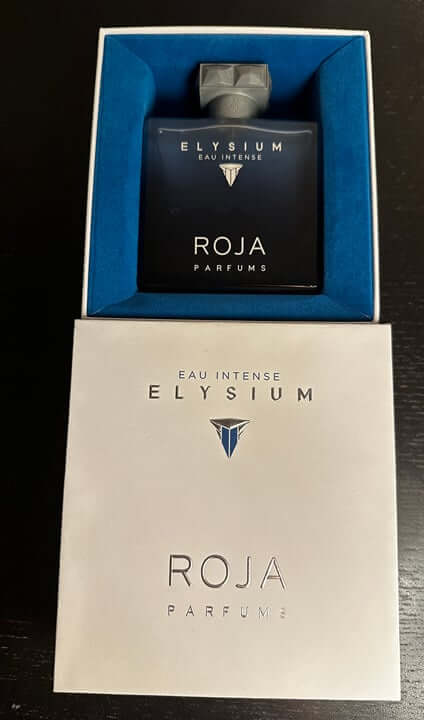 ELYSIUM
EAU INTENSE
ROJA
PARFUMS
EAU INTENSE
ELYSIUM
ROJA
PARFUMS